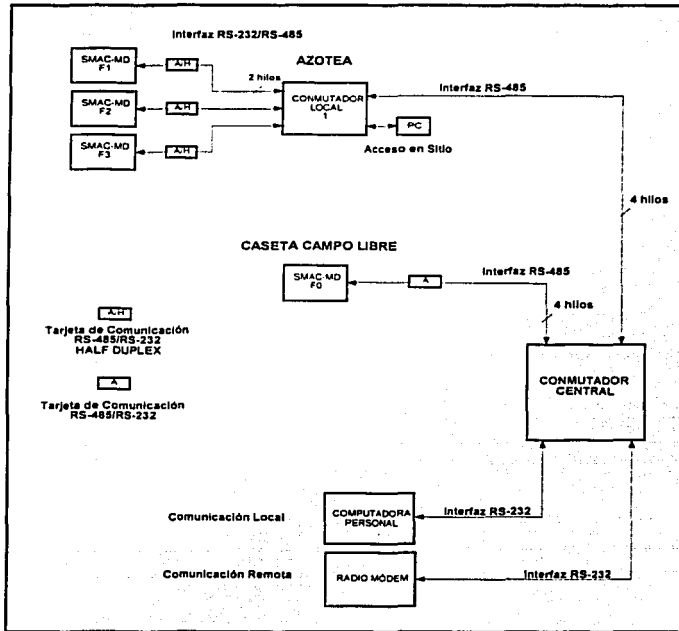 Interfaz RS-232/RS-485
AZOTEA
SMAC-MD
F1
A/H
2 hilos
Interfaz RS-485
SMAC-MD
F2
A/H
CONMUTADOR
LOCAL
1
PC
SMAC-MD
F3
A/H
Acceso en Sitio
4 hilos
CASETA CAMPO LIBRE
SMAC-MD
F0
A
Interfaz RS-485
4 hilos
A/H
Tarjeta de Comunicación
RS-485/RS-232
HALF DUPLEX
A
Tarjeta de Comunicación
RS-485/RS-232
CONMUTADOR
CENTRAL
Comunicación Local
COMPUTADORA
PERSONAL
Interfaz RS-232
Comunicación Remota
RADIO MÓDEM
Interfaz RS-232